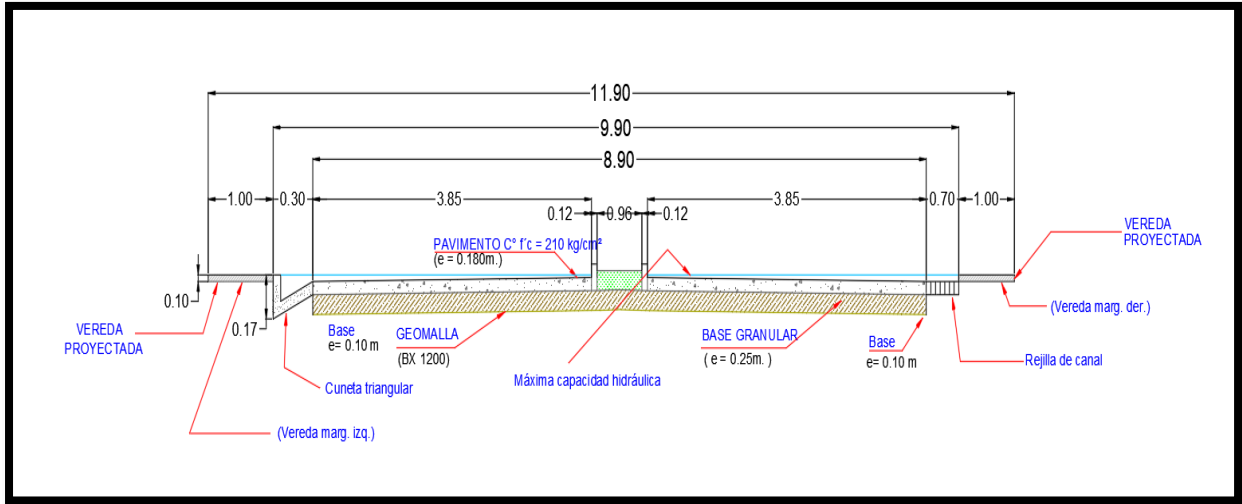 11.90
9.90
8.90
1.00
0.30
3.85
3.85
0.70
1.00
0.12
0.96
0.12
PAVIMENTO C° f´c = 210 kg/cm²
(e = 0.180m.)
VEREDA
PROYECTADA
0.10
0.17
VEREDA
PROYECTADA
Base
e= 0.10 m
GEOMALLA
(BX 1200)
BASE GRANULAR
( e = 0.25m. )
Base
e= 0.10 m
(Vereda marg. der.)
Rejilla de canal
Cuneta triangular
Máxima capacidad hidráulica
(Vereda marg. izq.)